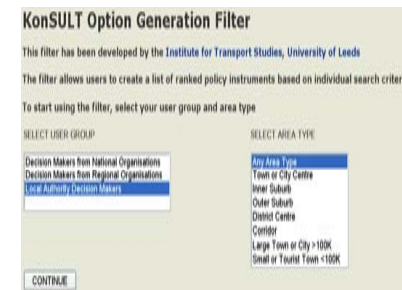 KonSULT Option Generation Filter
This filter has been developed by the Institute for Transport Studies, University of Leeds
The filter allows users to create a list of ranked policy instruments based on individual search criter
To start using the filter, select your user group and area type
SELECT USER GROUP
Decision Makers from National Organisations
Decision Makers from Regional Organisations
Local Authority Decision Makers
SELECT AREA TYPE
Any Area Type
Town or City Centre
Inner Suburb
Outer Suburb
District Centre
Corridor
Large Town or City >100K
Small or Tourist Town <100K
CONTINUE